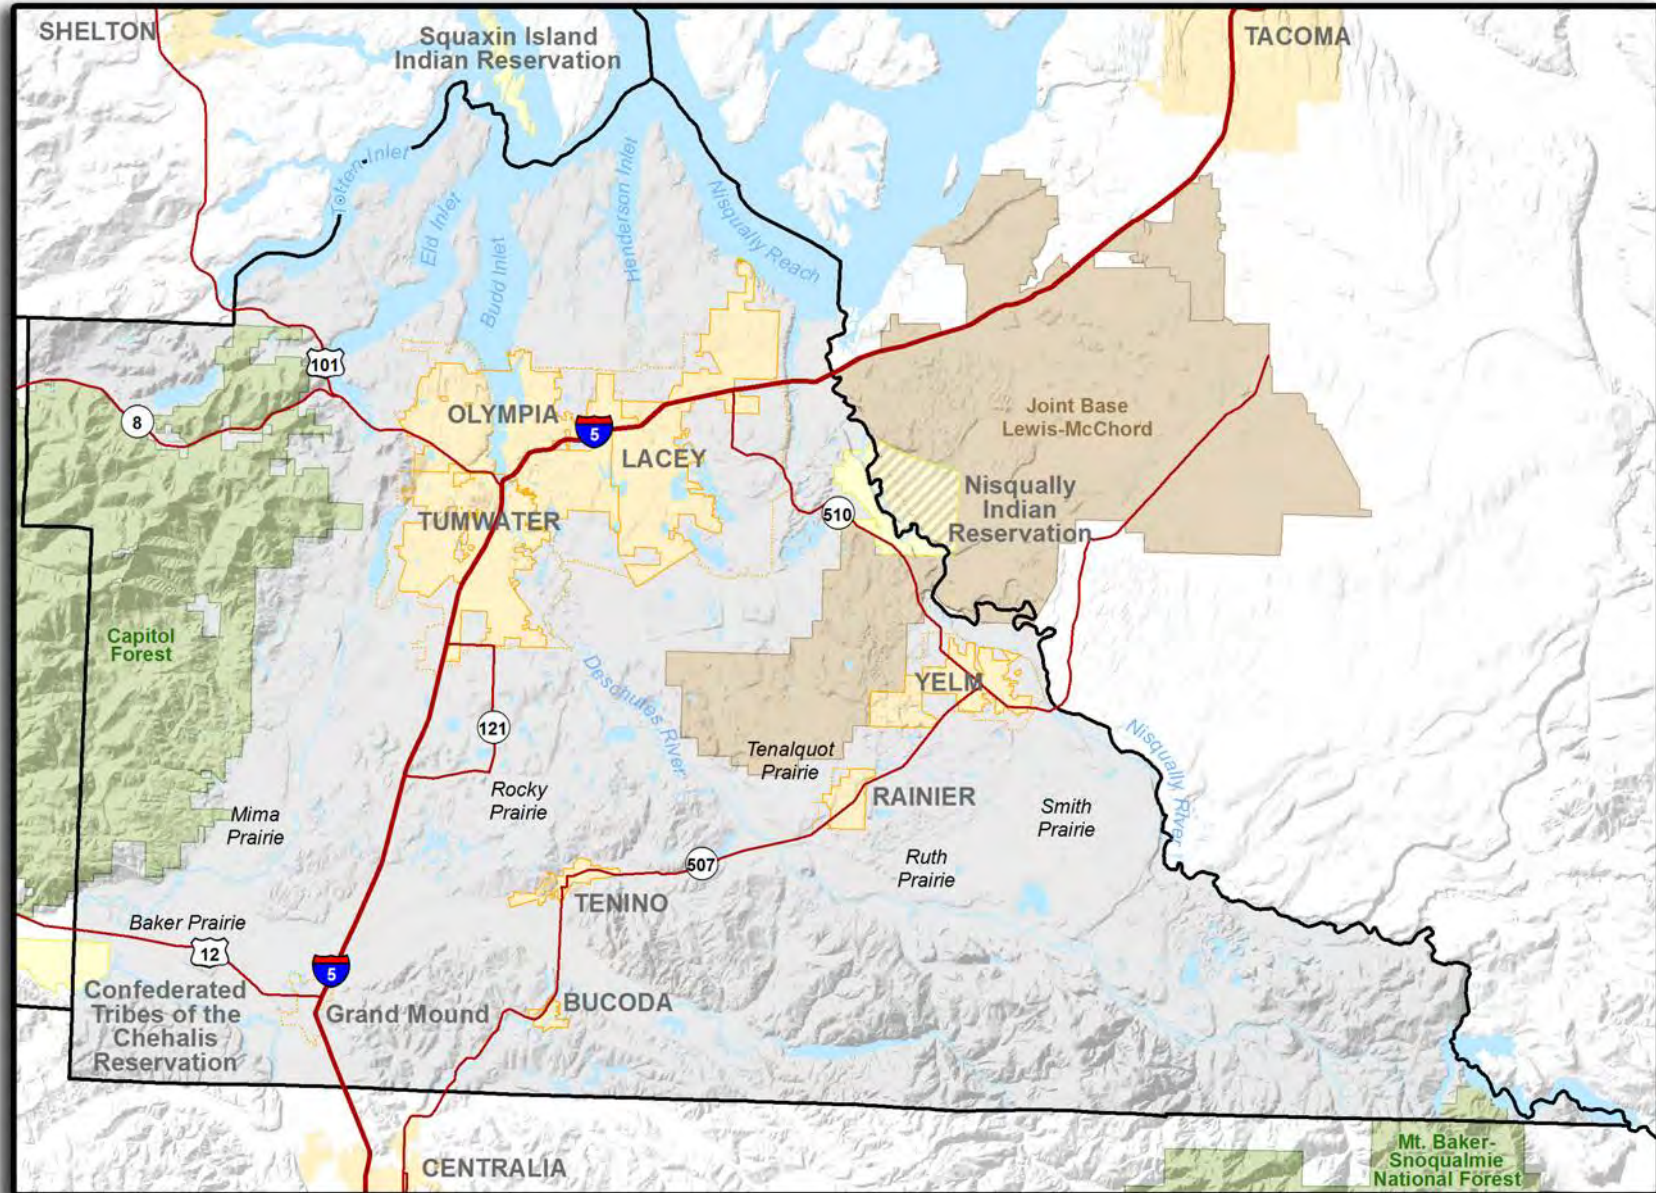 SHELTON
Squaxin Island
Indian Reservation
TACOMA
Totten Inlet
Eld Inlet
Budd Inlet
Henderson Inlet
Nisqually Reach
101
8
OLYMPIA
5
LACEY
Joint Base
Lewis-McChord
Nisqually
Indian
Reservation
510
TUMWATER
Capitol
Forest
Deschutes River
YELM
121
Tenalquot
Prairie
Nisqually River
Rocky
Prairie
RAINIER
Smith
Prairie
Mima
Prairie
507
Ruth
Prairie
TENINO
Baker Prairie
12
5
Confederated
Tribes of the
Chehalis
Reservation
Grand Mound
BUCODA
CENTRALIA
Mt. Baker-
Snoqualmie
National Forest